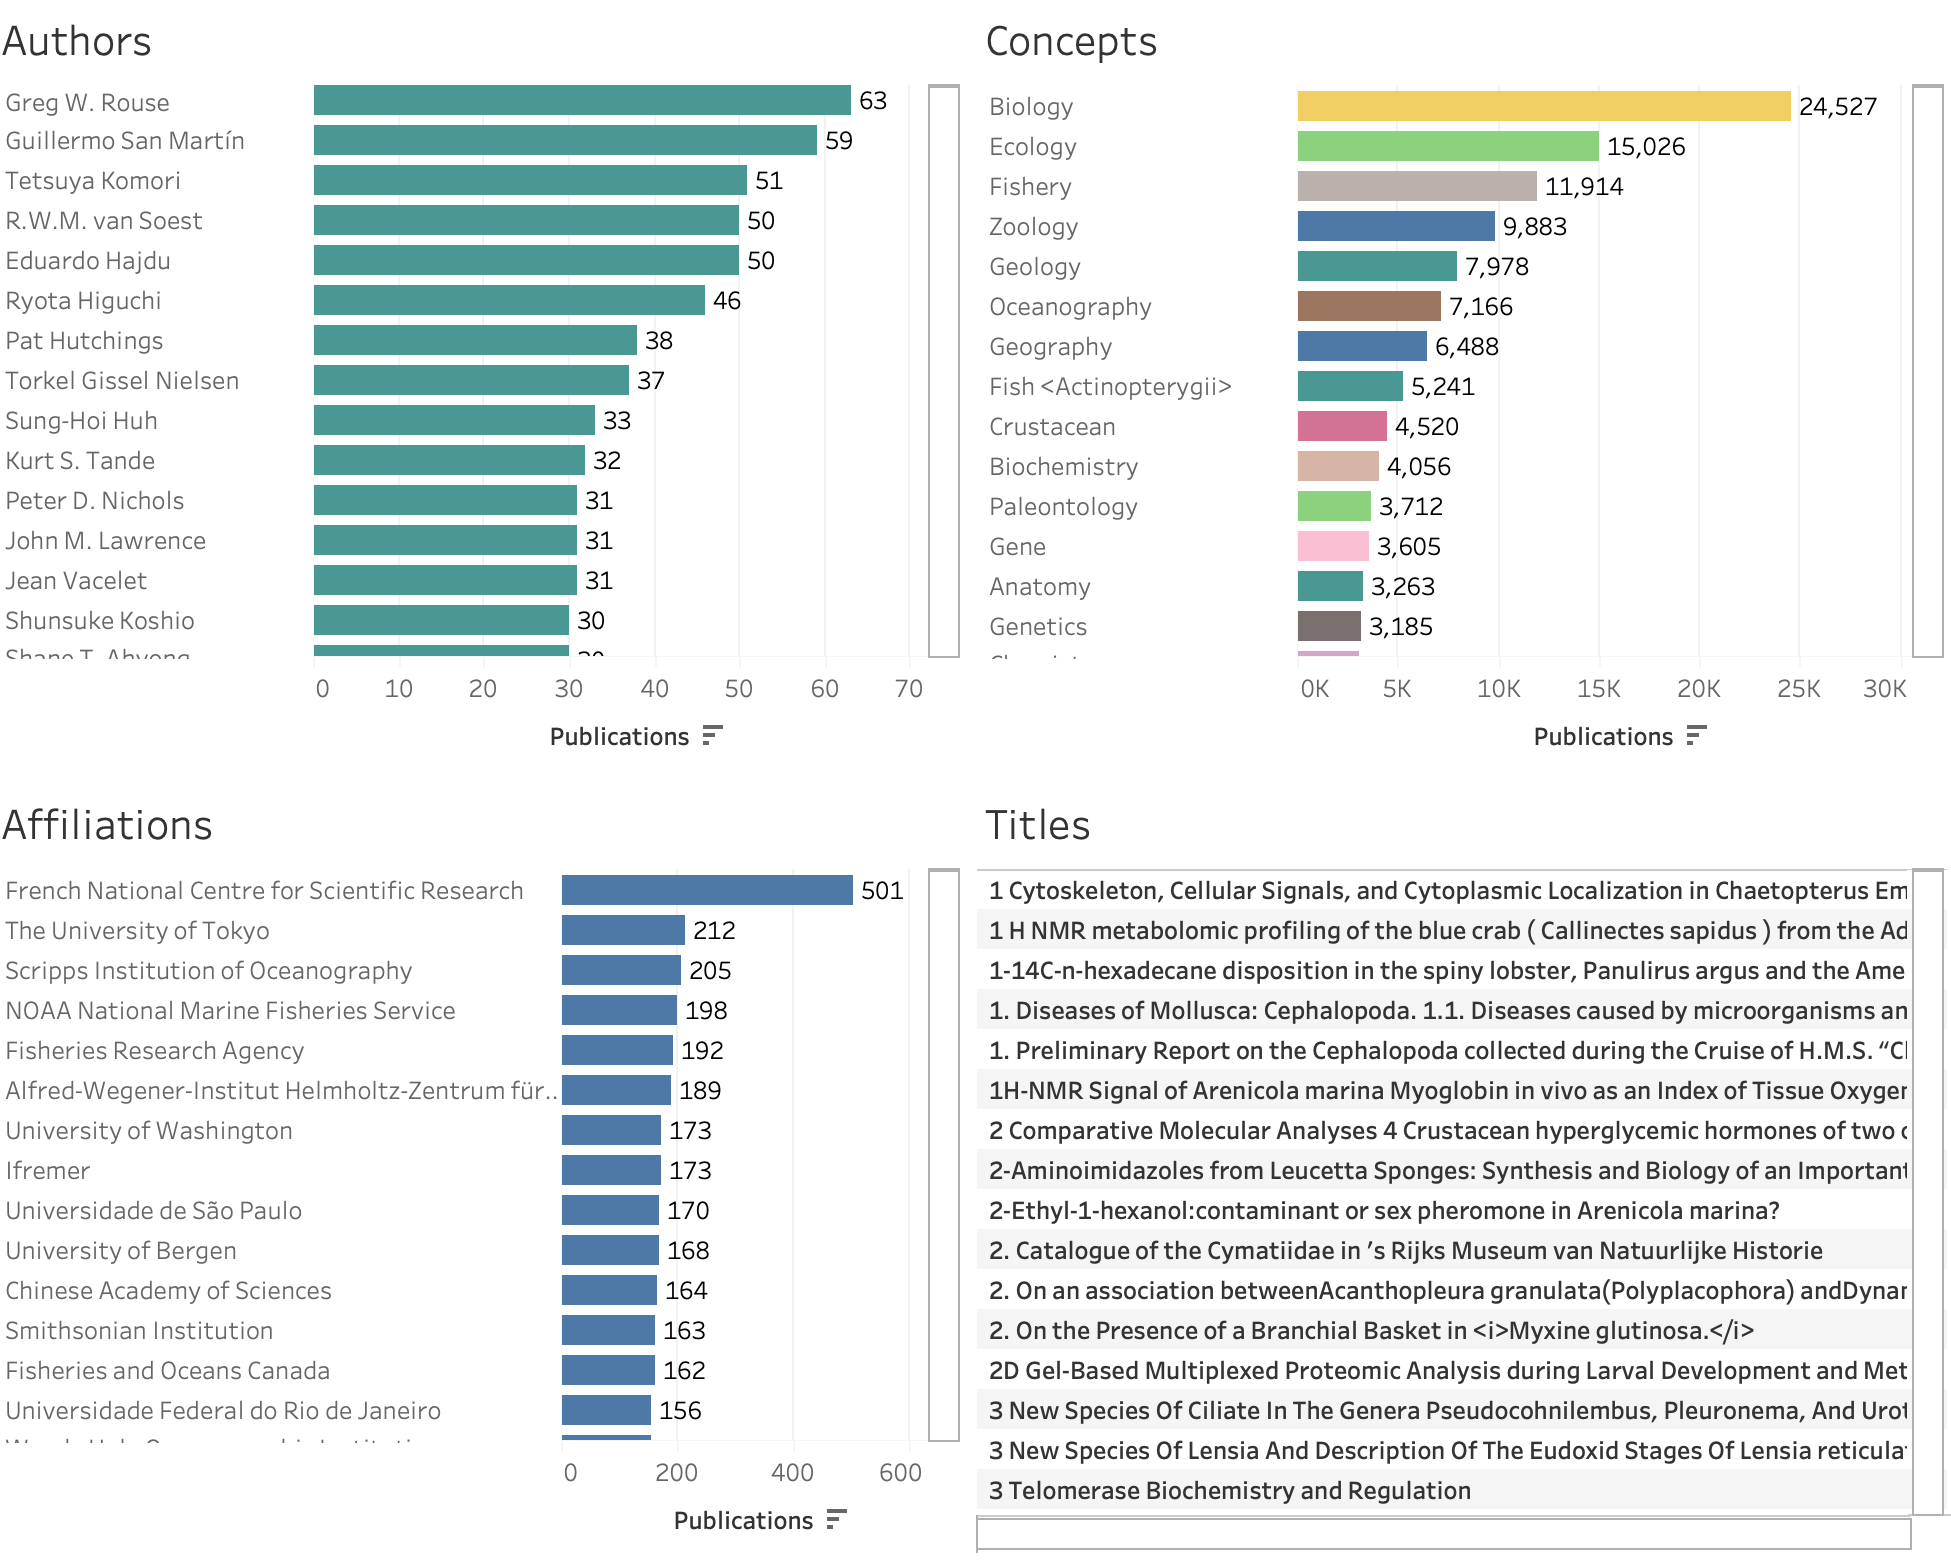 Authors
Greg W. Rouse 63
Guillermo San Martín 59
Tetsuya Komori 51
R.W.M. van Soest 50
Eduardo Hajdu 50
Ryota Higuchi 46
Pat Hutchings 38
Torkel Gissel Nielsen 37
Sung-Hoi Huh 33
Kurt S. Tande 32
Peter D. Nichols 31
John M. Lawrence 31
Jean Vacelet 31
Shunsuke Koshio 30
Shane T. Ahyong 30
0 10 20 30 40 50 60 70
Publications
Concepts
Biology 24,527
Ecology 15,026
Fishery 11,914
Zoology 9,883
Geology 7,978
Oceanography 7,166
Geography 6,488
Fish <Actinopterygii> 5,241
Crustacean 4,520
Biochemistry 4,056
Paleontology 3,712
Gene 3,605
Anatomy 3,263
Genetics 3,185
0K 5K 10K 15K 20K 25K 30K
Publications
Affiliations
French National Centre for Scientific Research 501
The University of Tokyo 212
Scripps Institution of Oceanography 205
NOAA National Marine Fisheries Service 198
Fisheries Research Agency 192
Alfred-Wegener-Institut Helmholtz-Zentrum für.. 189
University of Washington 173
Ifremer 173
Universidade de São Paulo 170
University of Bergen 168
Chinese Academy of Sciences 164
Smithsonian Institution 163
Fisheries and Oceans Canada 162
Universidade Federal do Rio de Janeiro 156
0 200 400 600
Publications
Titles
1 Cytoskeleton, Cellular Signals, and Cytoplasmic Localization in Chaetopterus Em
1 H NMR metabolomic profiling of the blue crab ( Callinectes sapidus ) from the Ad
1-14C-n-hexadecane disposition in the spiny lobster, Panulirus argus and the Ame
1. Diseases of Mollusca: Cephalopoda. 1.1. Diseases caused by microorganisms an
1. Preliminary Report on the Cephalopoda collected during the Cruise of H.M.S. “Cl
1H-NMR Signal of Arenicola marina Myoglobin in vivo as an Index of Tissue Oxygen
2 Comparative Molecular Analyses 4 Crustacean hyperglycemic hormones of two c
2-Aminoimidazoles from Leucetta Sponges: Synthesis and Biology of an Important
2-Ethyl-1-hexanol:contaminant or sex pheromone in Arenicola marina?
2. Catalogue of the Cymatiidae in ’s Rijks Museum van Natuurlijke Historie
2. On an association betweenAcanthopleura granulata(Polyplacophora) andDynan
2. On the Presence of a Branchial Basket in <i>Myxine glutinosa.</i>
2D Gel-Based Multiplexed Proteomic Analysis during Larval Development and Met
3 New Species Of Ciliate In The Genera Pseudocohnilembus, Pleuronema, And Urot
3 New Species Of Lensia And Description Of The Eudoxid Stages Of Lensia reticulat
3 Telomerase Biochemistry and Regulation